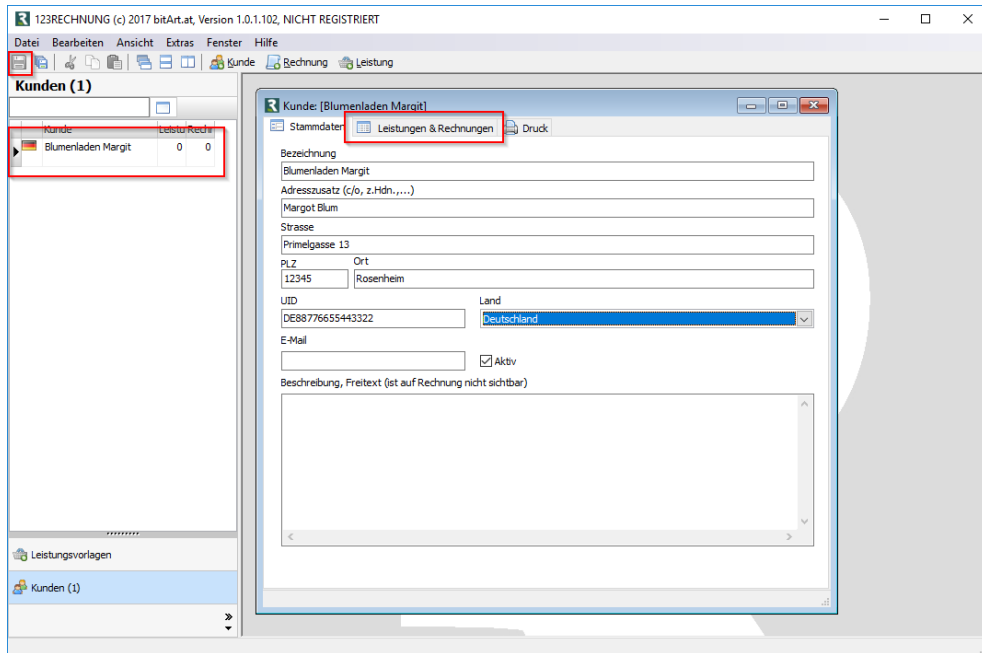 123RECHNUNG (c) 2017 bitArt.at, Version 1.0.1.102, NICHT REGISTRIERT
Datei Bearbeiten Ansicht Extras Fenster Hilfe
Kunde Rechnung Leistung
Kunden (1)
Kunde Leistu Rechr
Blumenladen Margit 0 0
Leistungsvorlagen
Kunden (1)
Kunde: [Blumenladen Margit]
Stammdaten Leistungen & Rechnungen Druck
Bezeichnung
Blumenladen Margit
Adresszusatz (c/o, z.Hdn.,...)
Margot Blum
Strasse
Primelgasse 13
PLZ Ort
12345 Rosenheim
UID Land
DE88776655443322 Deutschland
E-Mail
Aktiv
Beschreibung, Freitext (ist auf Rechnung nicht sichtbar)